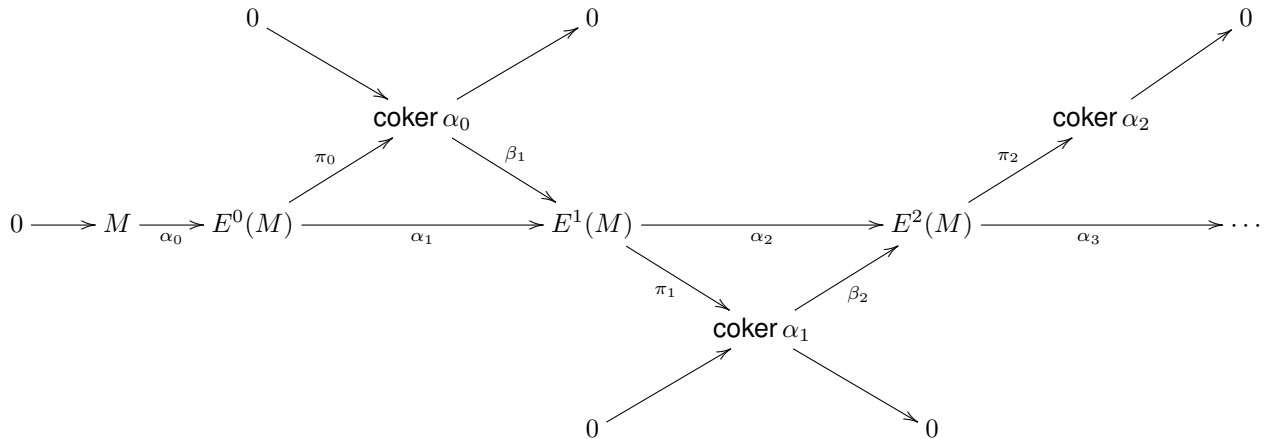 0 0 0
coker α₀ coker α₂
π₀ β₁ π₂
0 M E⁰(M) E¹(M) E²(M) ⋯
α₀ α₁ α₂ α₃
π₁ β₂
coker α₁
0 0